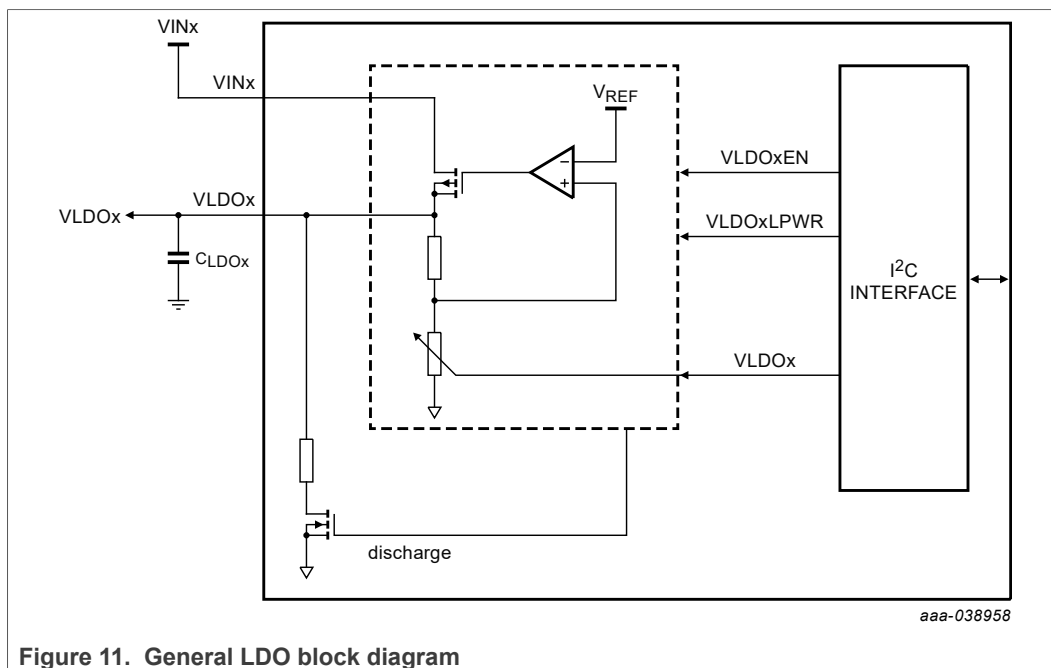 VINx
VINx
VREF
VLDOxEN
VLDOx
VLDOx
VLDOxLPWR
CLDOx
I2C
INTERFACE
VLDOx
discharge
aaa-038958
Figure 11. General LDO block diagram